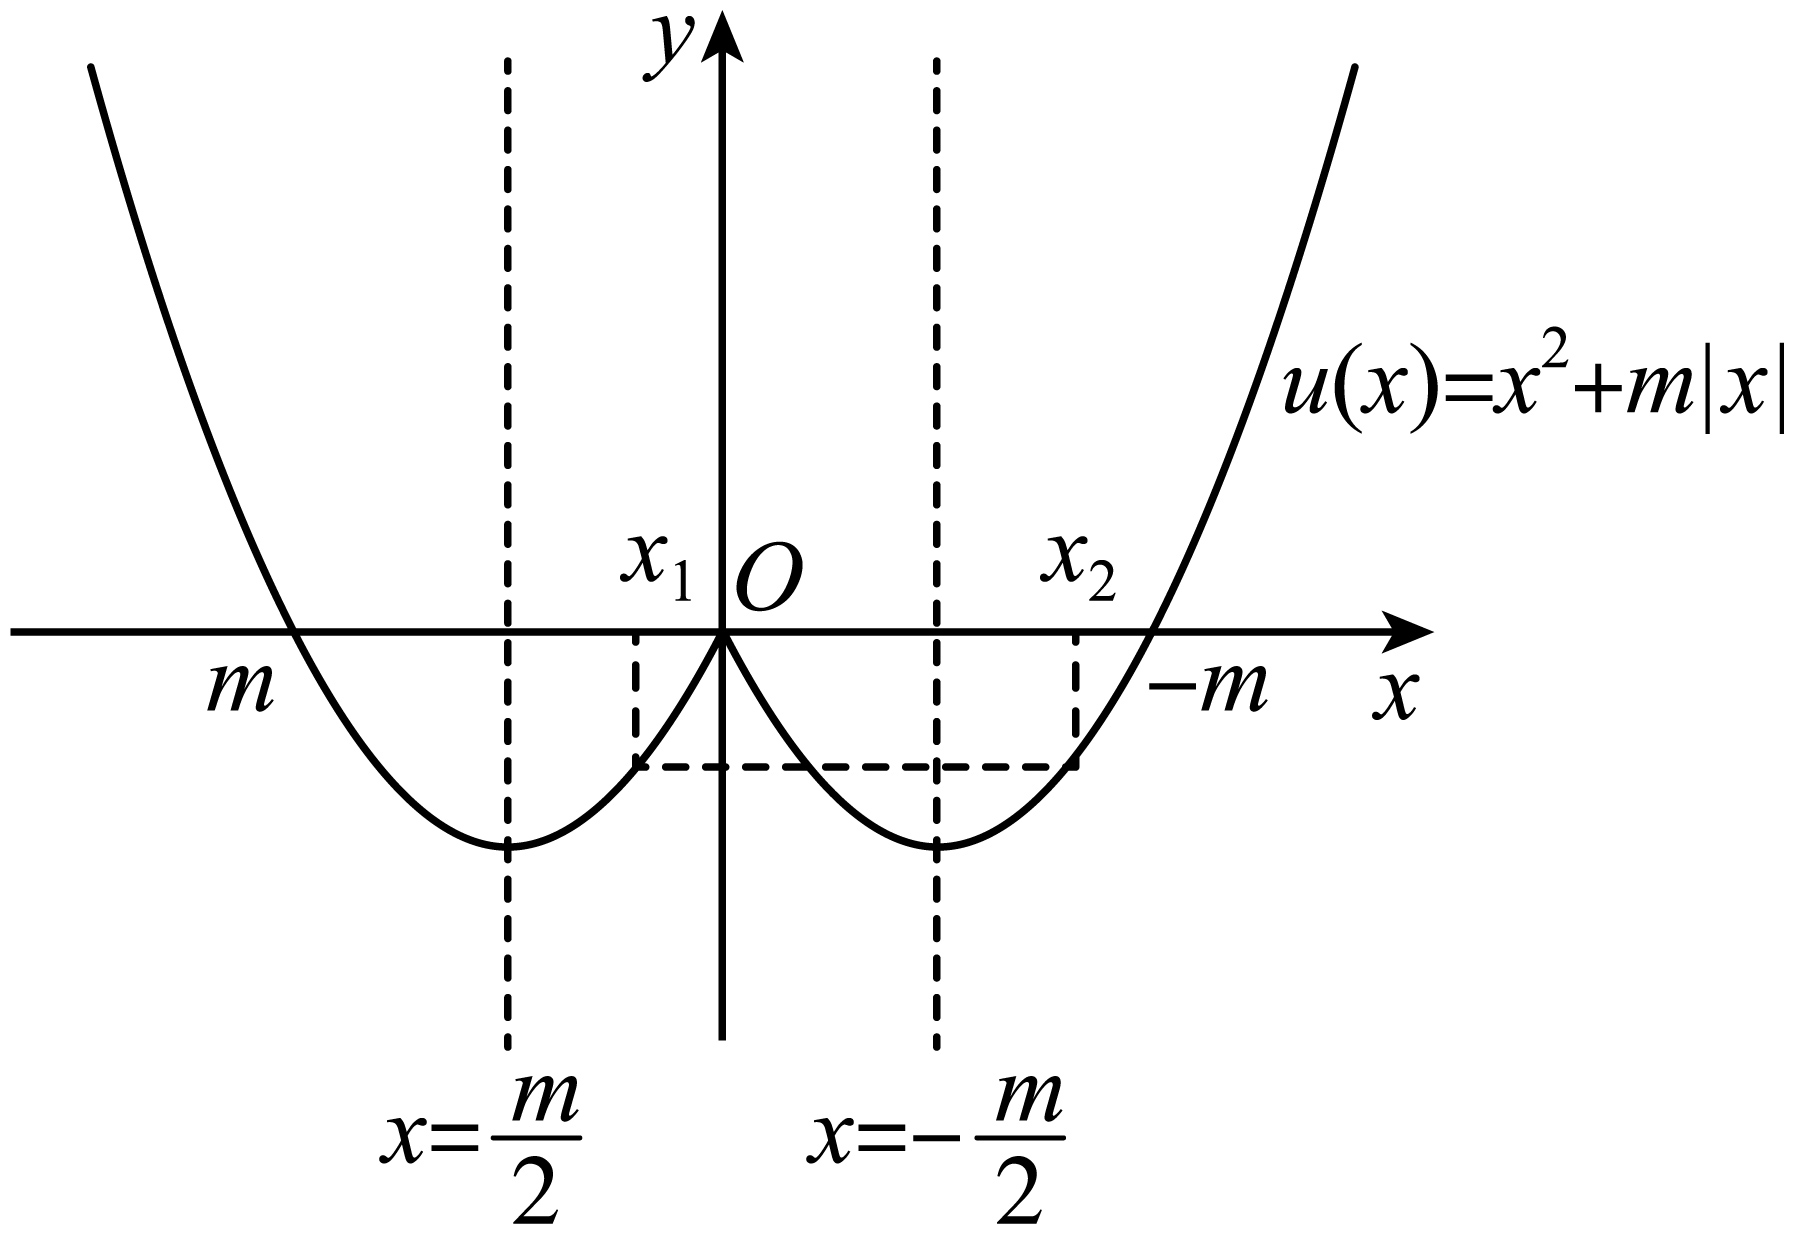 y
u(x)=x²+m|x|
x₁ O x₂
m −m x
x=m/2 x=−m/2